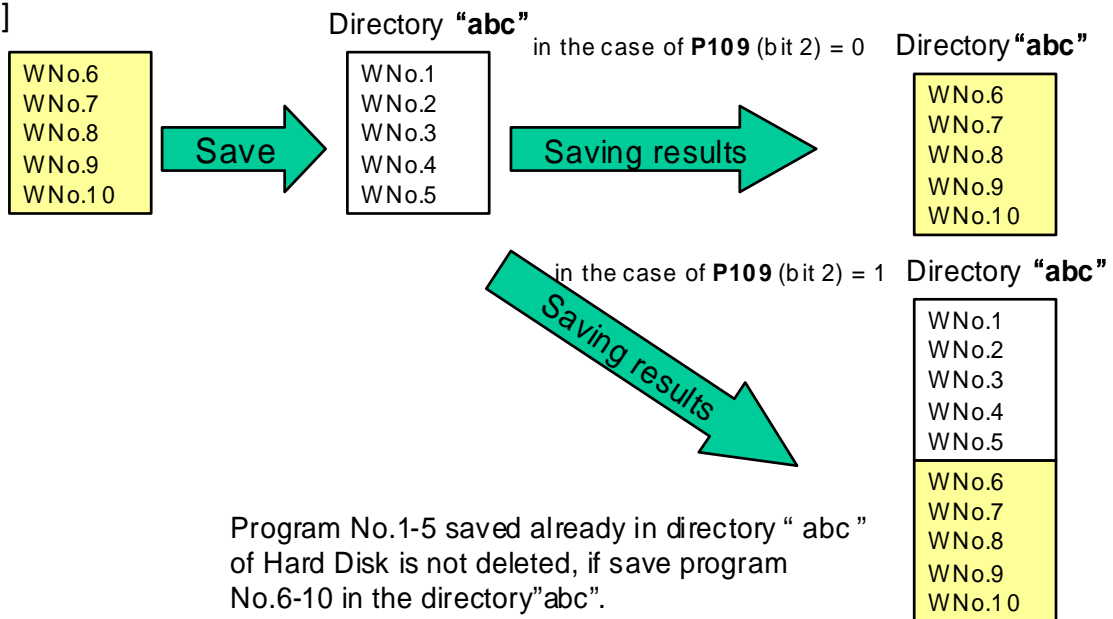 ]
WNo.6
WNo.7
WNo.8
WNo.9
WNo.10
Save
Directory “abc”
WNo.1
WNo.2
WNo.3
WNo.4
WNo.5
in the case of P109 (bit 2) = 0
Saving results
Directory “abc”
WNo.6
WNo.7
WNo.8
WNo.9
WNo.10
in the case of P109 (bit 2) = 1
Saving results
Directory “abc”
WNo.1
WNo.2
WNo.3
WNo.4
WNo.5
WNo.6
WNo.7
WNo.8
WNo.9
WNo.10
Program No.1-5 saved already in directory “ abc ”
of Hard Disk is not deleted, if save program
No.6-10 in the directory”abc”.